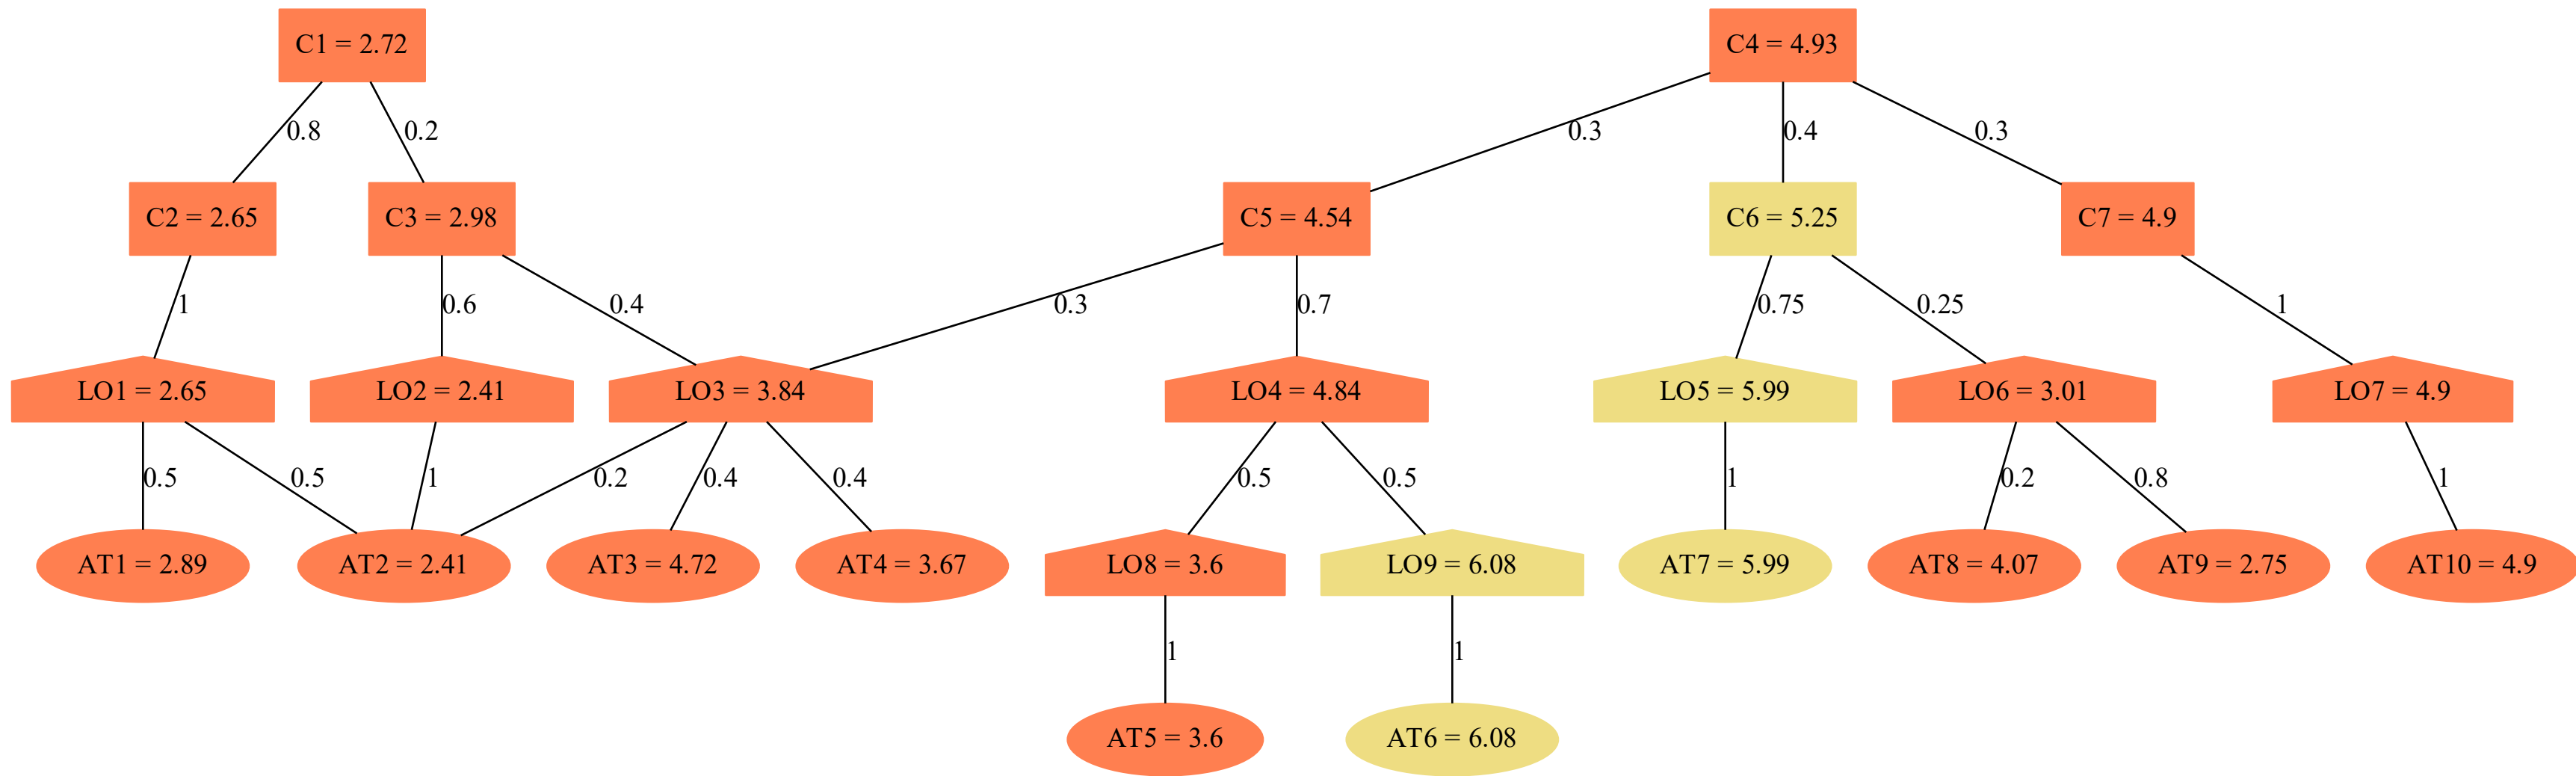 C1 = 2.72
C4 = 4.93
0.8
0.2
0.3
0.4
0.3
C2 = 2.65
C3 = 2.98
C5 = 4.54
C6 = 5.25
C7 = 4.9
1
0.6
0.4
0.3
0.7
0.75
0.25
1
LO1 = 2.65
LO2 = 2.41
LO3 = 3.84
LO4 = 4.84
LO5 = 5.99
LO6 = 3.01
LO7 = 4.9
0.5
0.5
1
0.2
0.4
0.4
0.5
0.5
1
0.2
0.8
1
AT1 = 2.89
AT2 = 2.41
AT3 = 4.72
AT4 = 3.67
LO8 = 3.6
LO9 = 6.08
AT7 = 5.99
AT8 = 4.07
AT9 = 2.75
AT10 = 4.9
1
1
AT5 = 3.6
AT6 = 6.08